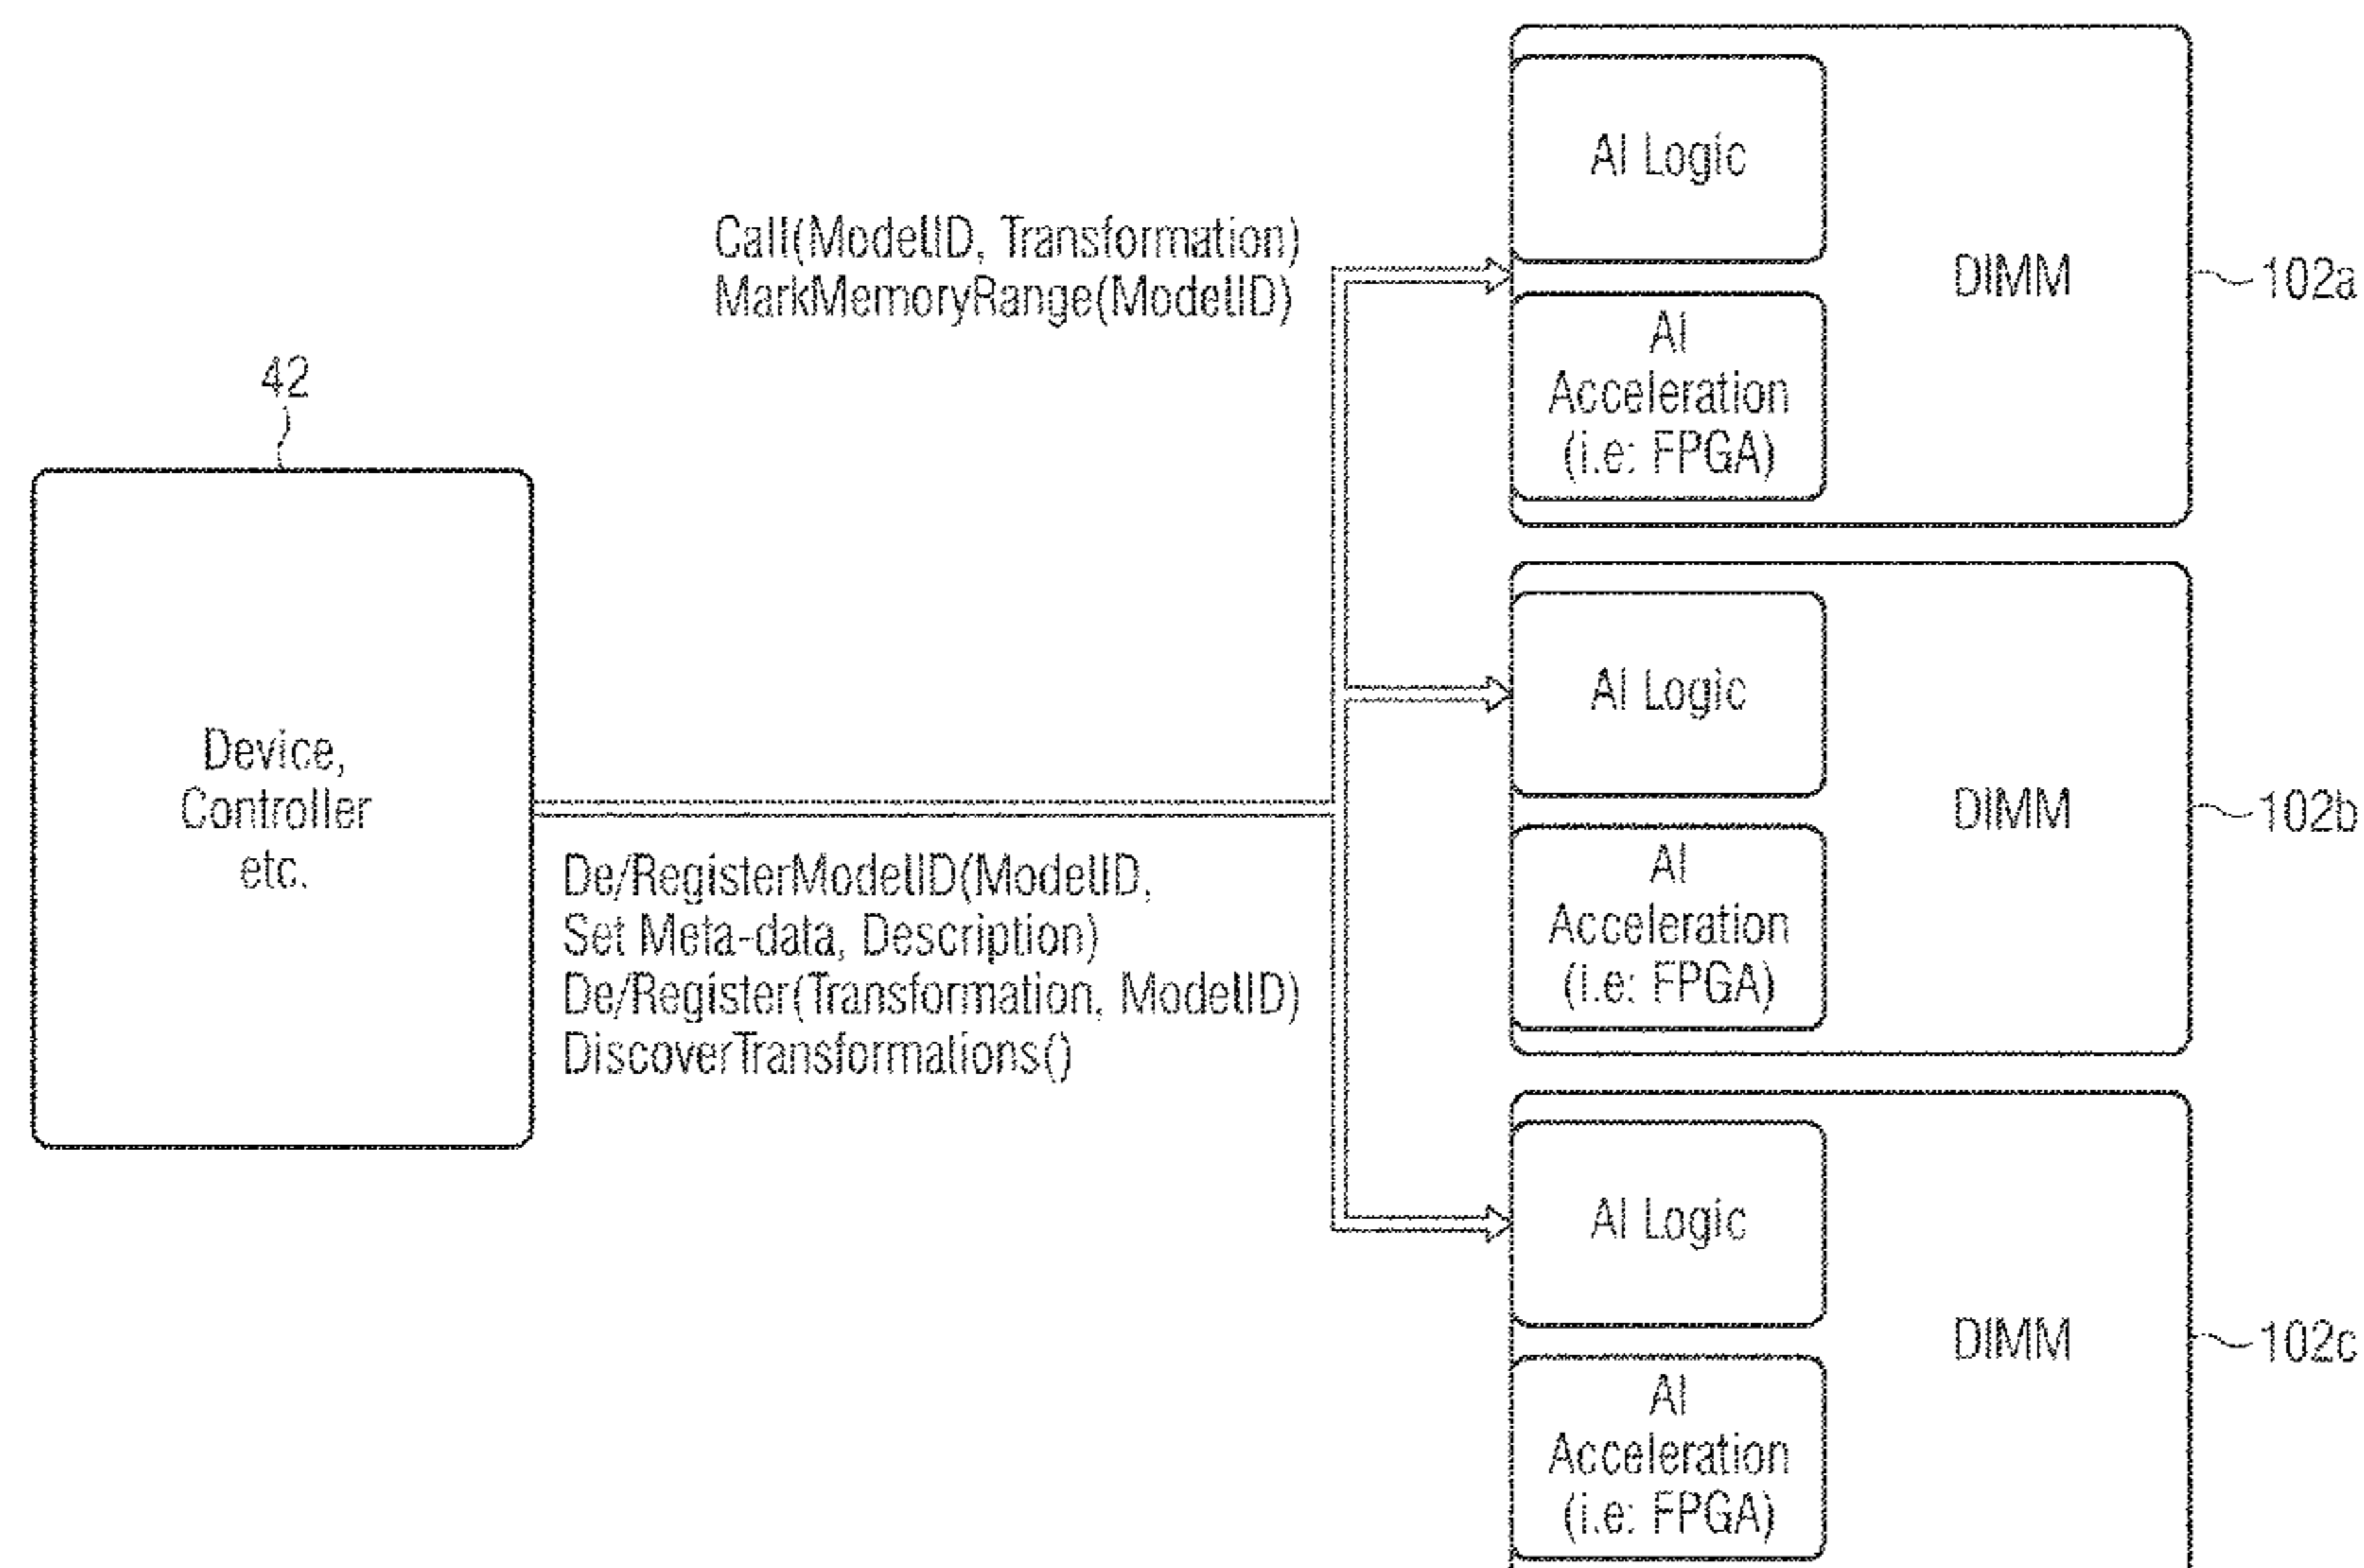 AI Logic
Call(ModelID, Transformation)
MarkMemoryRange(ModelID)
DIMM
102a
AI
Acceleration
(i.e: FPGA)
42
AI Logic
Device,
Controller
etc.
DIMM
102b
De/RegisterModelID(ModelID,
Set Meta-data, Description)
De/Register(Transformation, ModelID)
DiscoverTransformations()
AI
Acceleration
(i.e: FPGA)
AI Logic
DIMM
102c
AI
Acceleration
(i.e: FPGA)